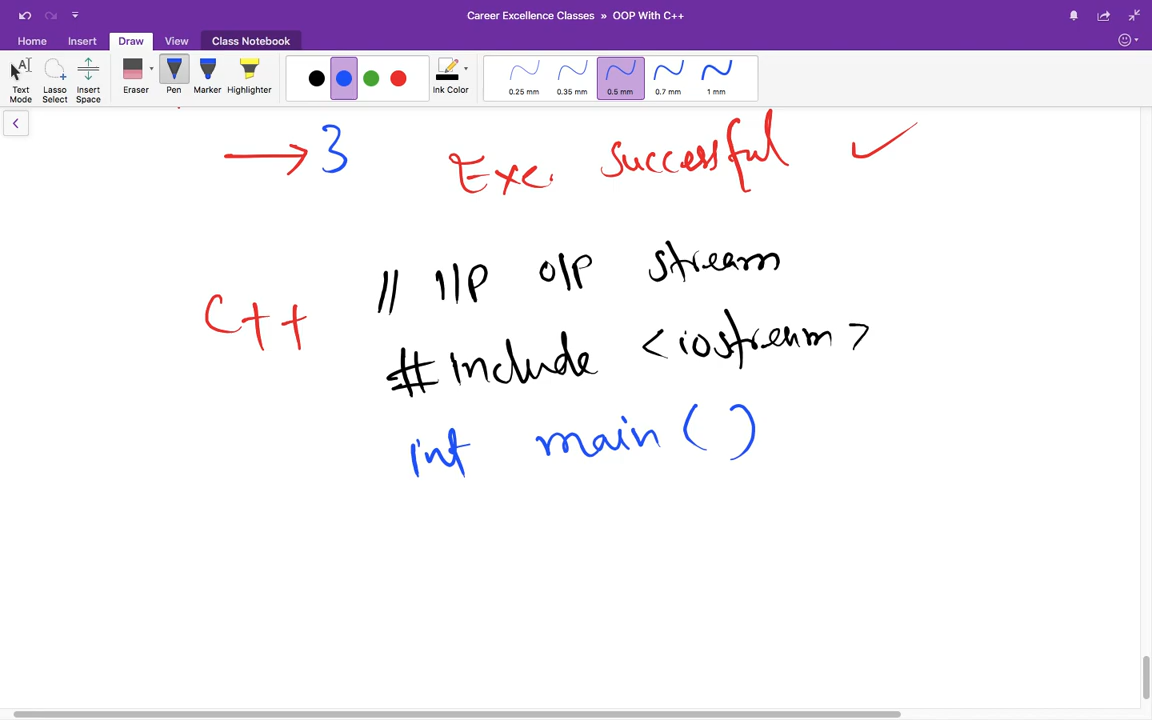 Career Excellence Classes » OOP With C++
Home Insert Draw View Class Notebook
Text Mode Lasso Select Insert Space Eraser Pen Marker Highlighter Ink Color 0.25 mm 0.35 mm 0.5 mm 0.7 mm 1 mm
3 Exe. Successful
// I/P O/P stream
C++
#include <iostream>
int main()